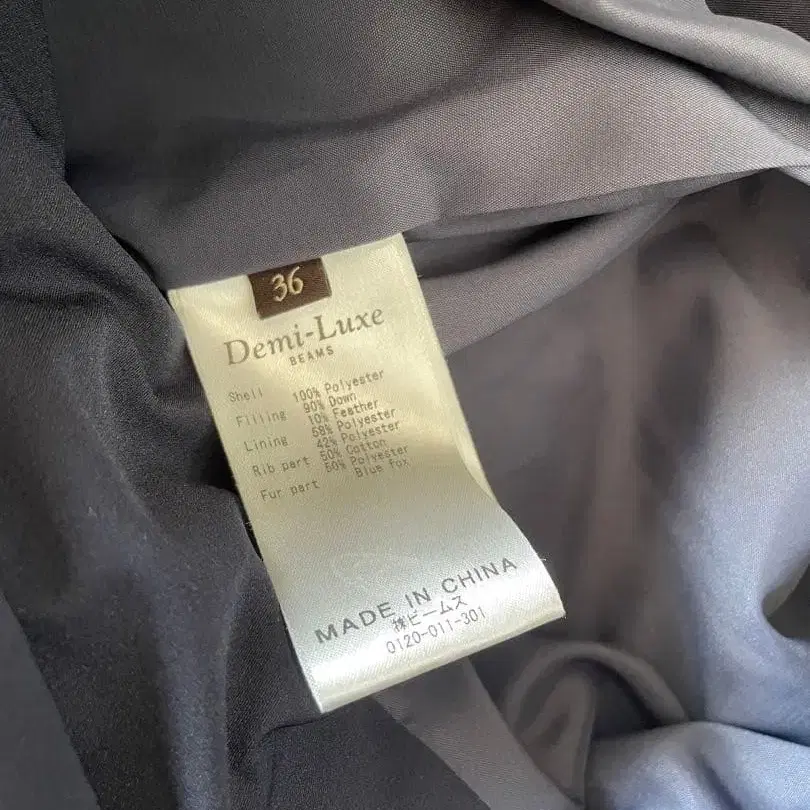 36
Demi-Luxe
BEAMS
Shell 100% Polyester
Filling 90% Down
10% Feather
Lining 58% Polyester
42% Polyester
Rib part 50% Cotton
50% Polyester
Fur part Blue fox
MADE IN CHINA
㈱ビームス
0120-011-301